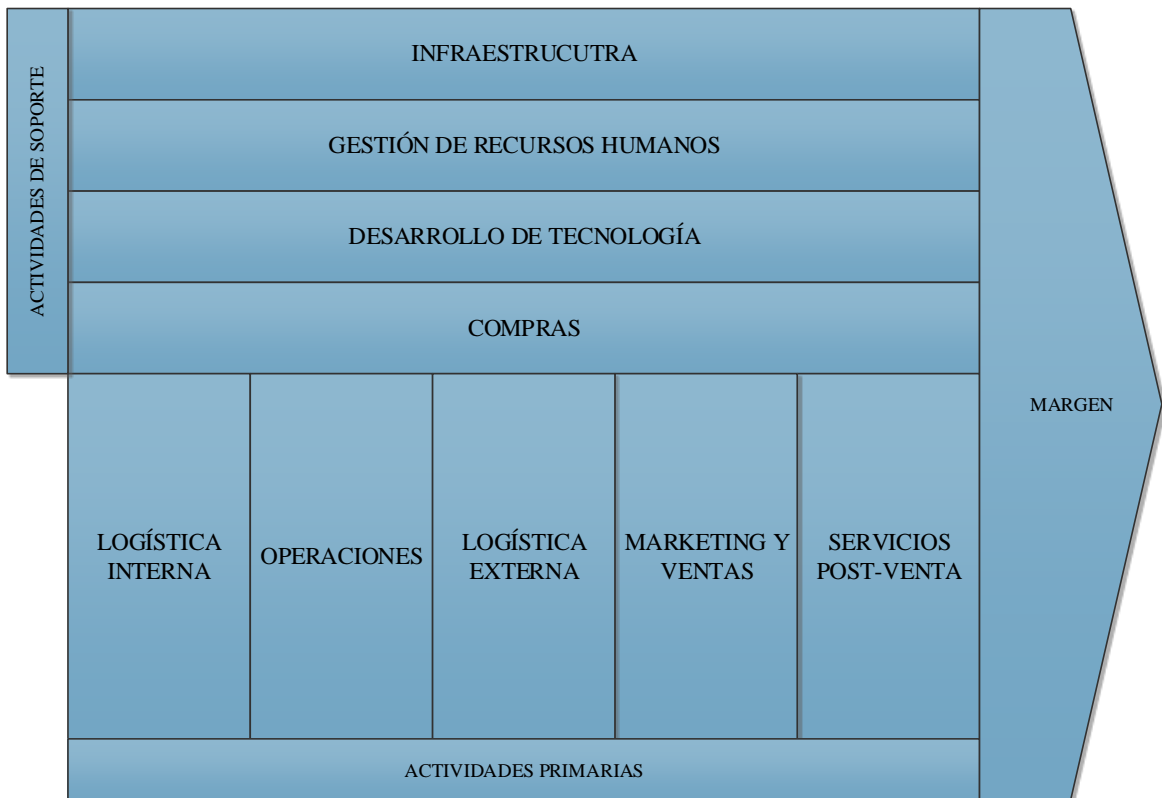 ACTIVIDADES DE SOPORTE
INFRAESTRUCUTRA
GESTIÓN DE RECURSOS HUMANOS
DESARROLLO DE TECNOLOGÍA
COMPRAS
LOGÍSTICA
INTERNA
OPERACIONES
LOGÍSTICA
EXTERNA
MARKETING Y
VENTAS
SERVICIOS
POST-VENTA
MARGEN
ACTIVIDADES PRIMARIAS